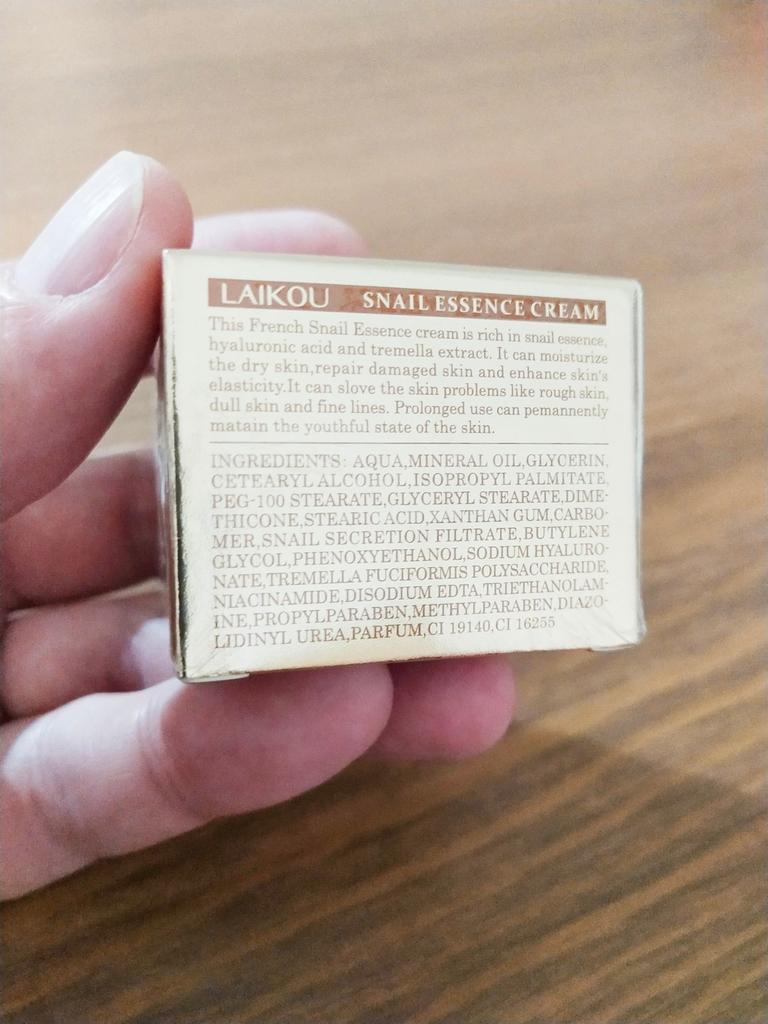 LAIKOU SNAIL ESSENCE CREAM
This French Snail Essence cream is rich in snail essence,
hyaluronic acid and tremella extract. It can moisturize
the dry skin,repair damaged skin and enhance skin's
elasticity.It can slove the skin problems like rough skin,
dull skin and fine lines. Prolonged use can pemannently
matain the youthful state of the skin.
INGREDIENTS: AQUA,MINERAL OIL,GLYCERIN,
CETEARYL ALCOHOL,ISOPROPYL PALMITATE,
PEG-100 STEARATE,GLYCERYL STEARATE,DIME-
THICONE,STEARIC ACID,XANTHAN GUM,CARBO-
MER,SNAIL SECRETION FILTRATE,BUTYLENE
GLYCOL,PHENOXYETHANOL,SODIUM HYALURO-
NATE,TREMELLA FUCIFORMIS POLYSACCHARIDE,
NIACINAMIDE,DISODIUM EDTA,TRIETHANOLAM-
INE,PROPYLPARABEN,METHYLPARABEN,DIAZO-
LIDINYL UREA,PARFUM,CI 19140,CI 16255